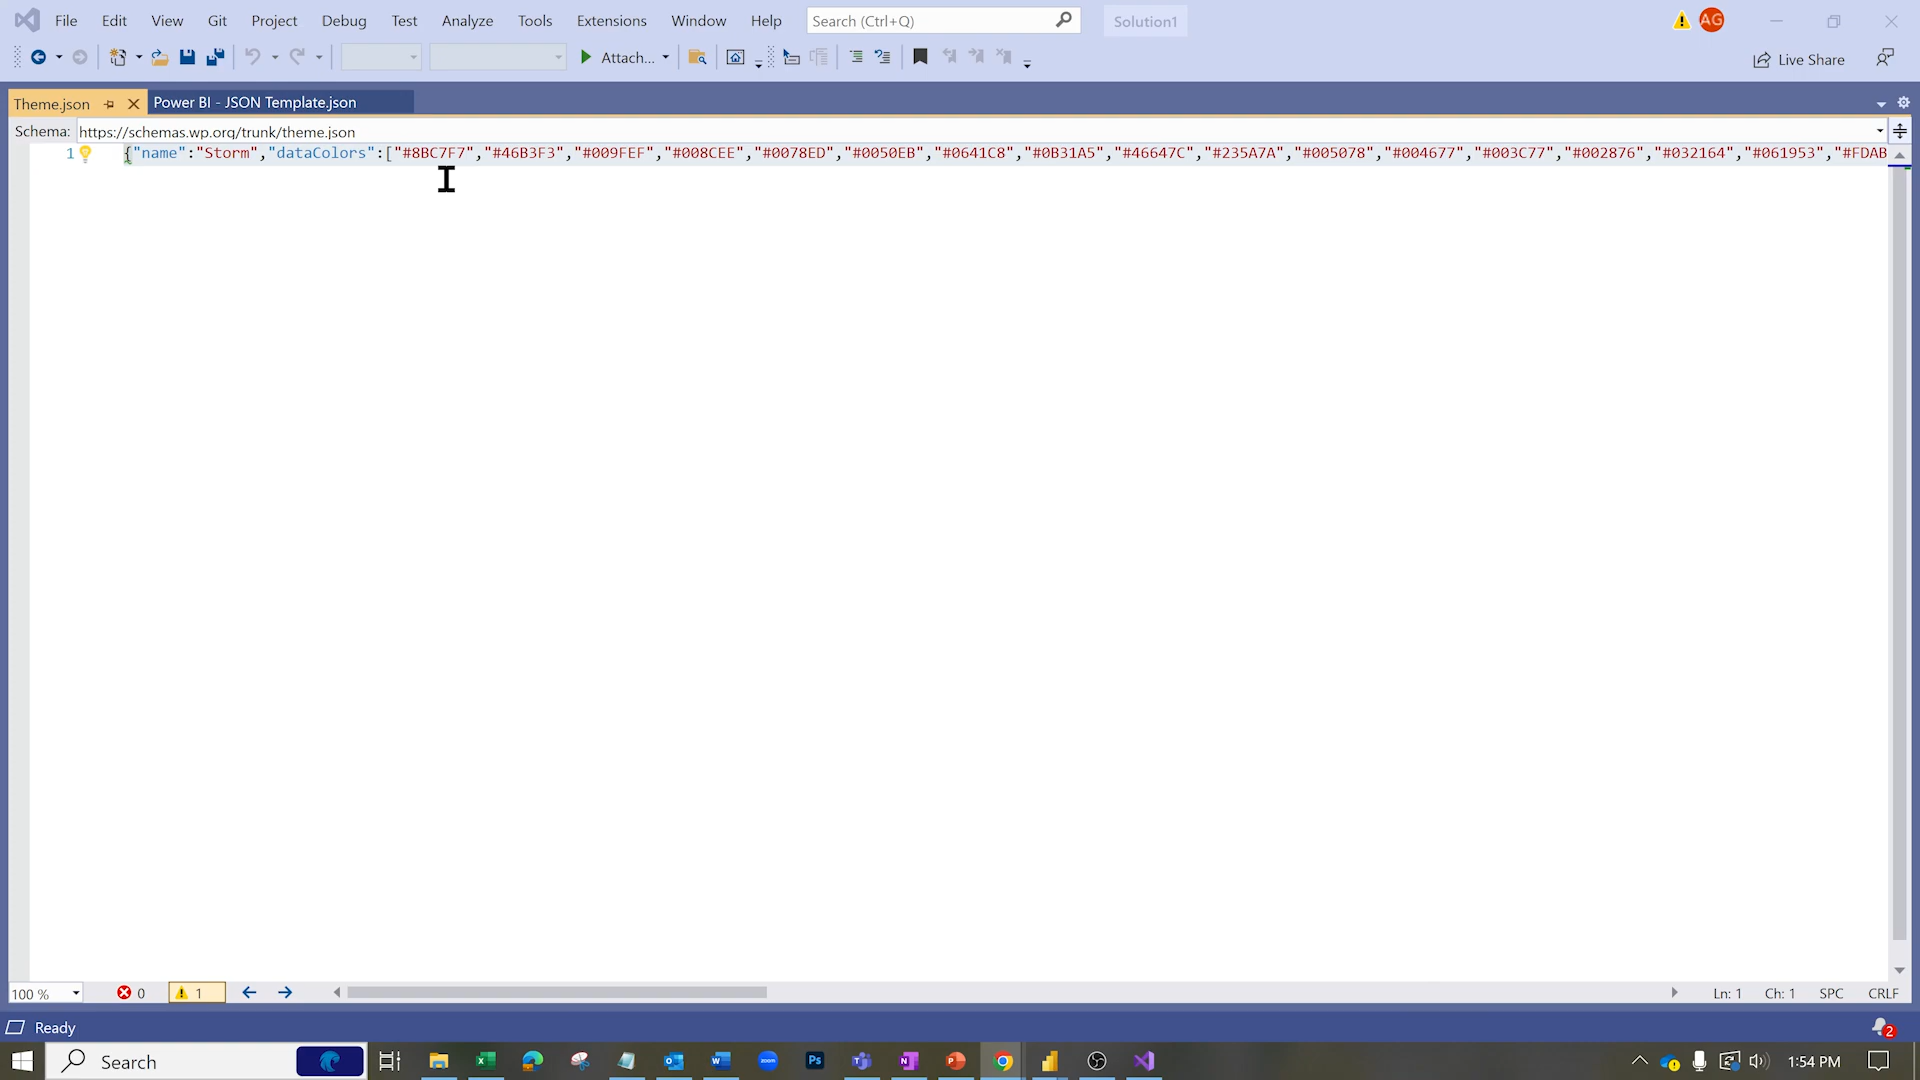 File Edit View Git Project Debug Test Analyze Tools Extensions Window Help Search (Ctrl+Q) Solution1 AG
Attach... Live Share
Theme.json Power BI - JSON Template.json
Schema: https://schemas.wp.org/trunk/theme.json
1 {"name":"Storm","dataColors":["#8BC7F7","#46B3F3","#009FEF","#008CEE","#0078ED","#0050EB","#0641C8","#0B31A5","#46647C","#235A7A","#005078","#004677","#003C77","#002876","#032164","#061953","#FDAB
100 % 0 1 Ln: 1 Ch: 1 SPC CRLF
Ready 2
Search zoom Ps 1:54 PM